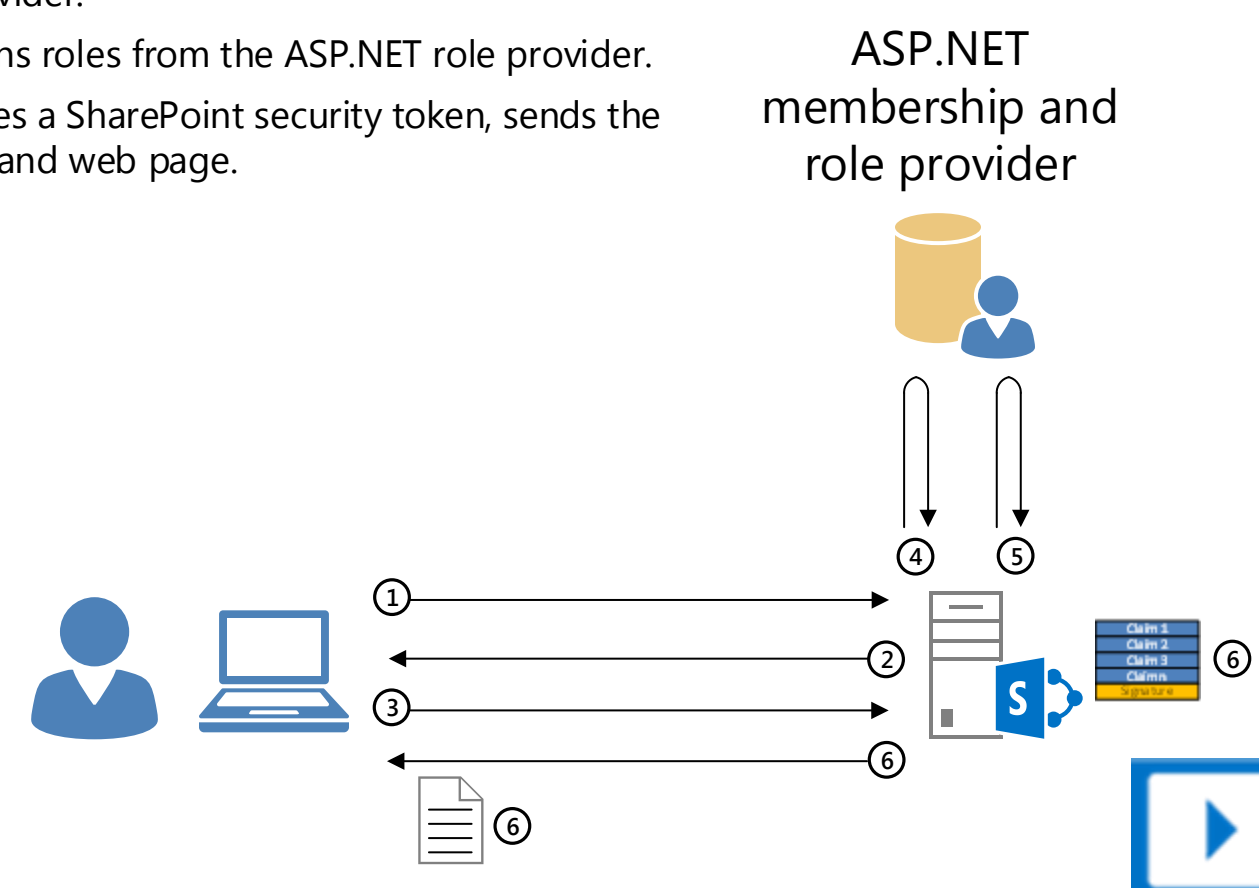 vider.
ns roles from the ASP.NET role provider.
es a SharePoint security token, sends the
and web page.
ASP.NET
membership and
role provider
4
5
1
2
3
6
6
S
Claim 1
Claim 2
Claim 3
Claim n
Signature
6